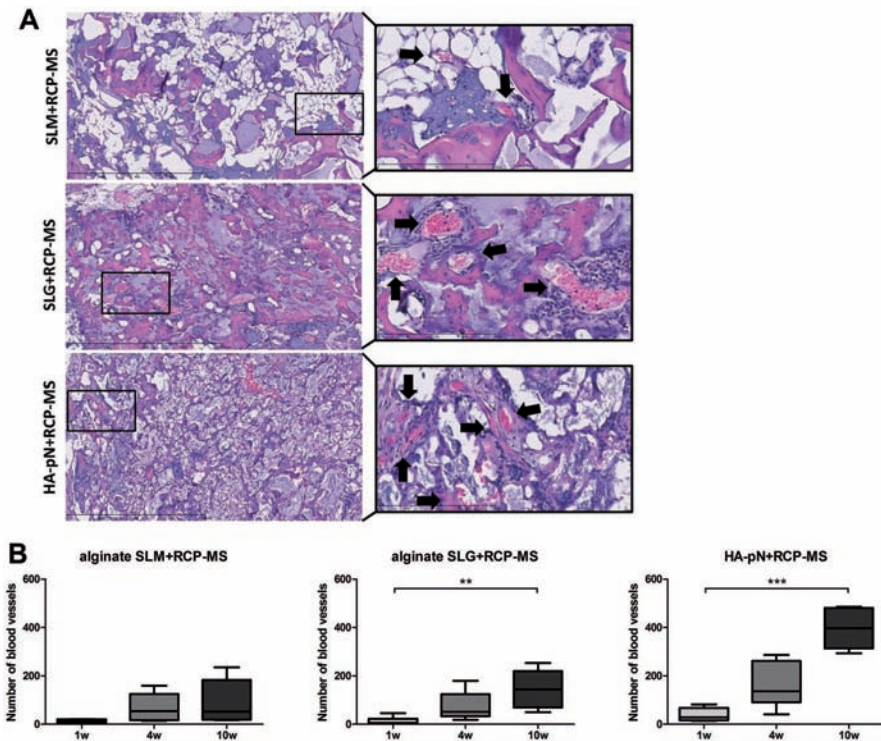 A
SLM+RCP-MS
SLG+RCP-MS
HA-pN+RCP-MS
B
alginate SLM+RCP-MS
Number of blood vessels
600
400
200
0
1w 4w 10w
alginate SLG+RCP-MS
**
Number of blood vessels
600
400
200
0
1w 4w 10w
HA-pN+RCP-MS
***
Number of blood vessels
600
400
200
0
1w 4w 10w